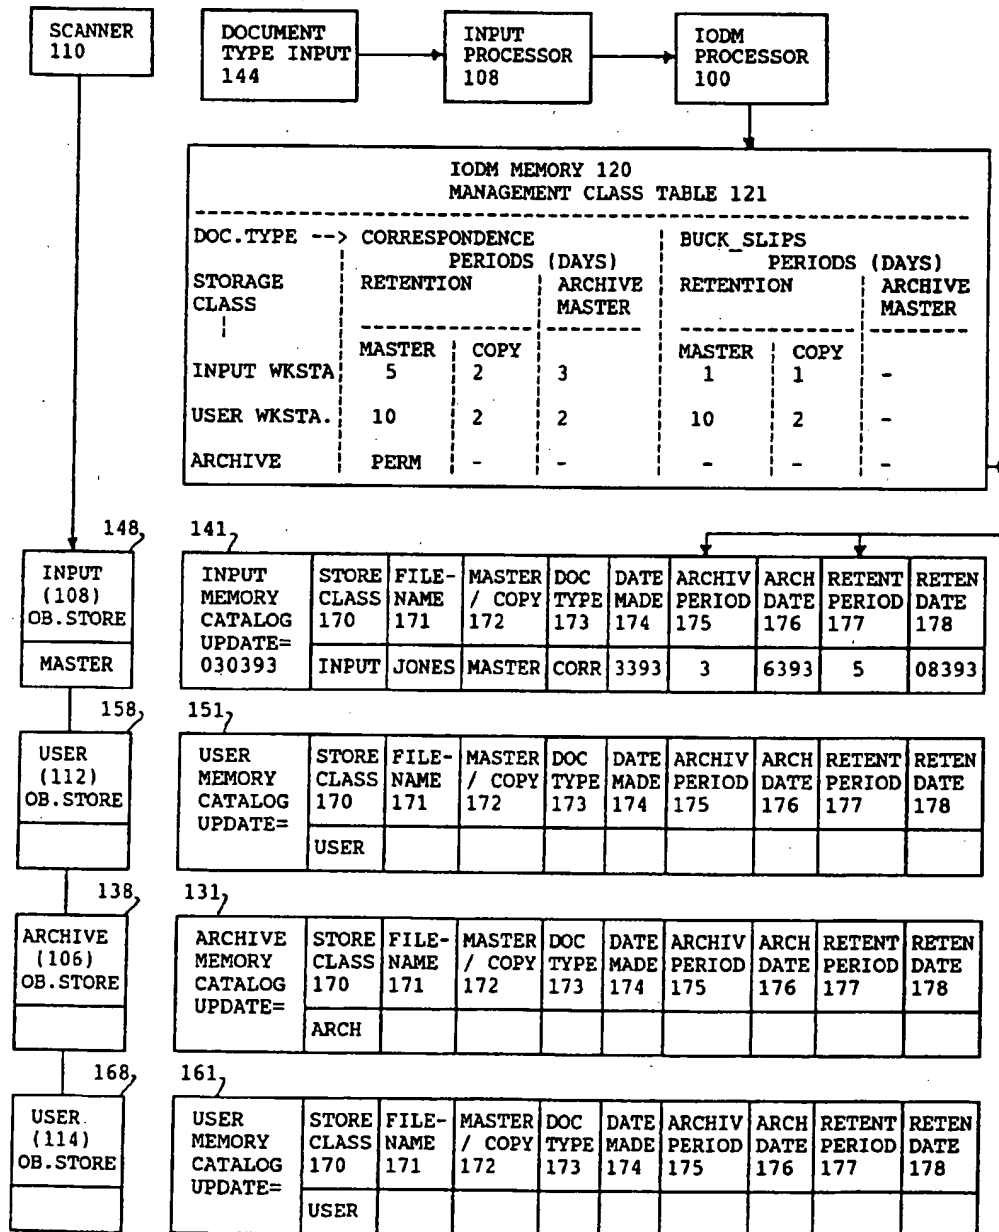 SCANNER
110
DOCUMENT
TYPE INPUT
144
INPUT
PROCESSOR
108
IODM
PROCESSOR
100
IODM MEMORY 120
MANAGEMENT CLASS TABLE 121
DOC.TYPE --> CORRESPONDENCE BUCK_SLIPS
PERIODS (DAYS) PERIODS (DAYS)
STORAGE RETENTION ARCHIVE RETENTION ARCHIVE
CLASS MASTER MASTER
MASTER COPY MASTER COPY
INPUT WKSTA 5 2 3 1 1 -
USER WKSTA. 10 2 2 10 2 -
ARCHIVE PERM - - - - -
148
INPUT
(108)
OB.STORE
MASTER
141
INPUT STORE FILE- MASTER DOC DATE ARCHIV ARCH RETENT RETEN
MEMORY CLASS NAME / COPY TYPE MADE PERIOD DATE PERIOD DATE
CATALOG 170 171 172 173 174 175 176 177 178
UPDATE=
030393 INPUT JONES MASTER CORR 3393 3 6393 5 08393
158
USER
(112)
OB.STORE
151
USER STORE FILE- MASTER DOC DATE ARCHIV ARCH RETENT RETEN
MEMORY CLASS NAME / COPY TYPE MADE PERIOD DATE PERIOD DATE
CATALOG 170 171 172 173 174 175 176 177 178
UPDATE=
USER
138
ARCHIVE
(106)
OB.STORE
131
ARCHIVE STORE FILE- MASTER DOC DATE ARCHIV ARCH RETENT RETEN
MEMORY CLASS NAME / COPY TYPE MADE PERIOD DATE PERIOD DATE
CATALOG 170 171 172 173 174 175 176 177 178
UPDATE=
ARCH
168
USER
(114)
OB.STORE
161
USER STORE FILE- MASTER DOC DATE ARCHIV ARCH RETENT RETEN
MEMORY CLASS NAME / COPY TYPE MADE PERIOD DATE PERIOD DATE
CATALOG 170 171 172 173 174 175 176 177 178
UPDATE=
USER